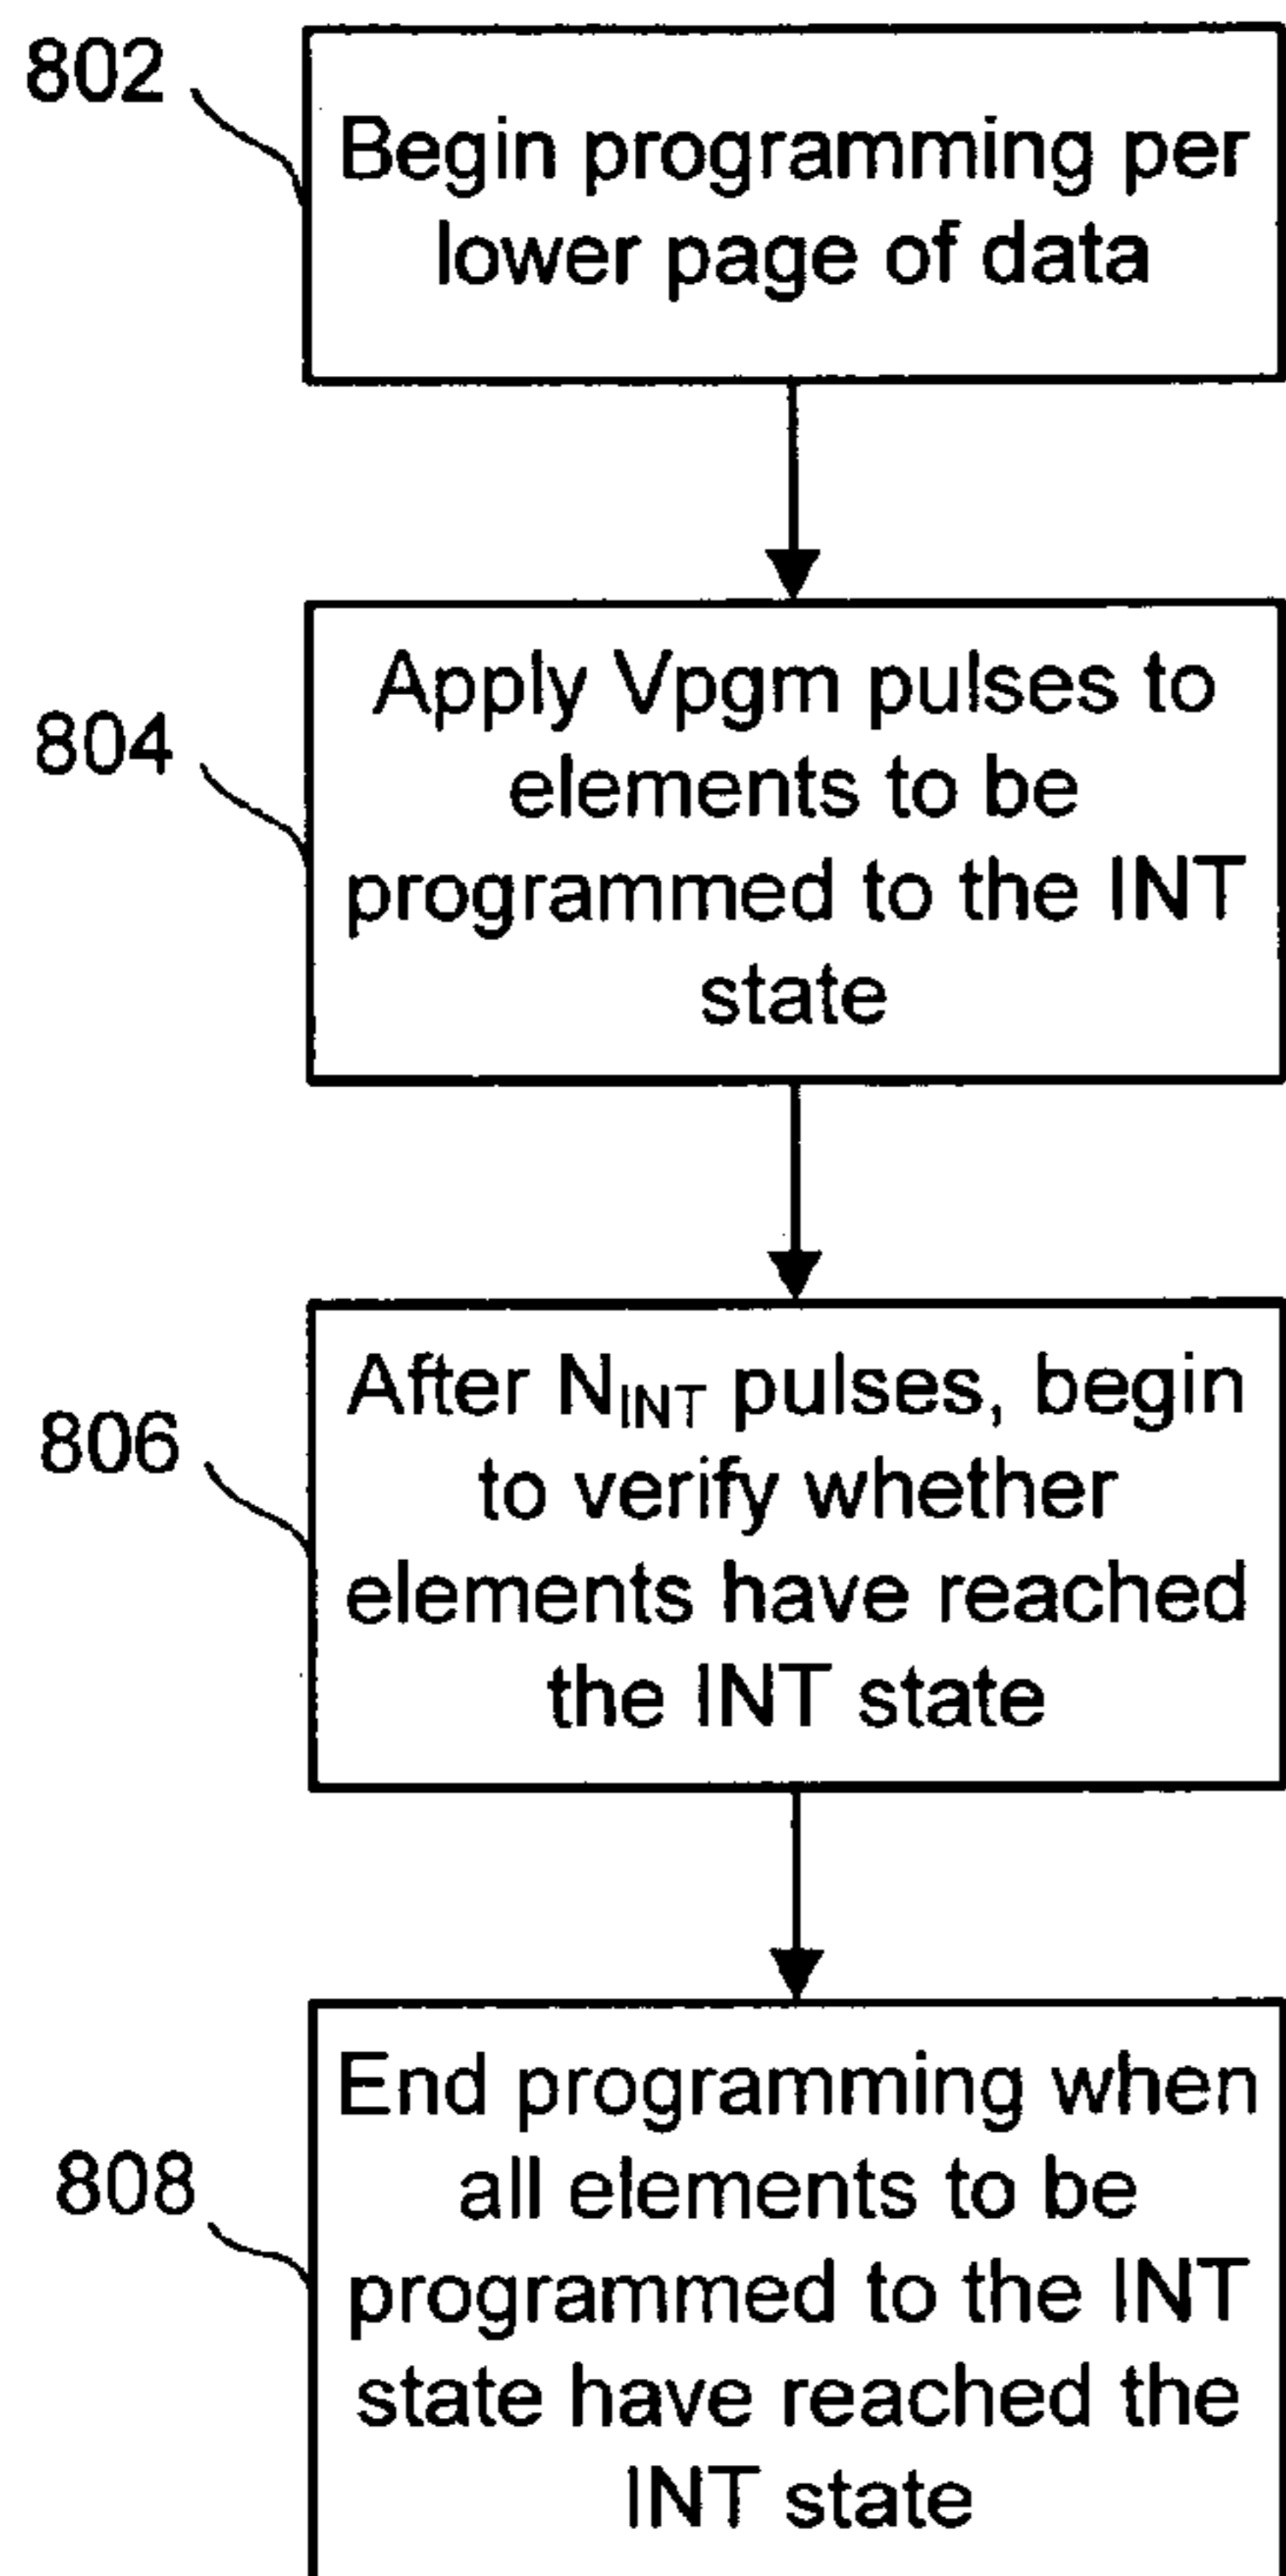 802
Begin programming per
lower page of data
804
Apply Vpgm pulses to
elements to be
programmed to the INT
state
806
After N_INT pulses, begin
to verify whether
elements have reached
the INT state
808
End programming when
all elements to be
programmed to the INT
state have reached the
INT state